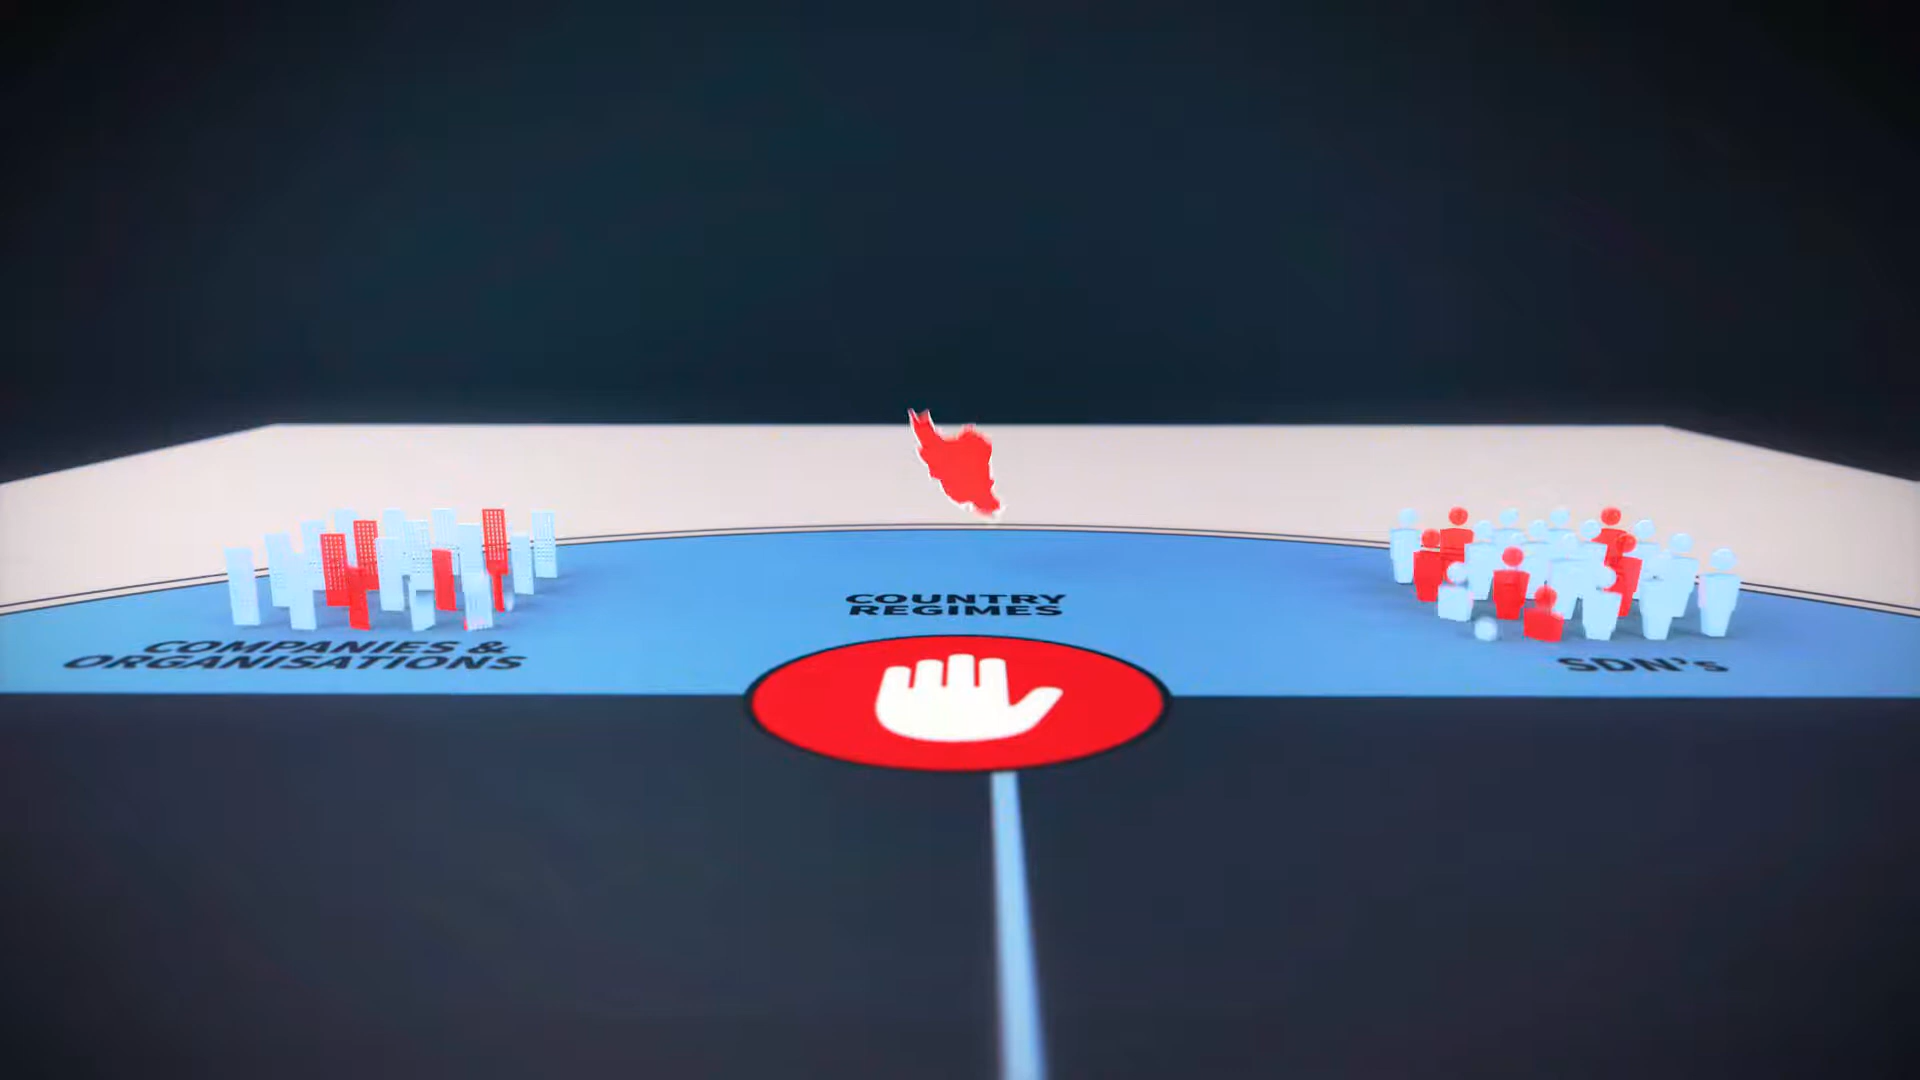 COUNTRY
REGIMES
COMPANIES &
ORGANISATIONS
SDN's